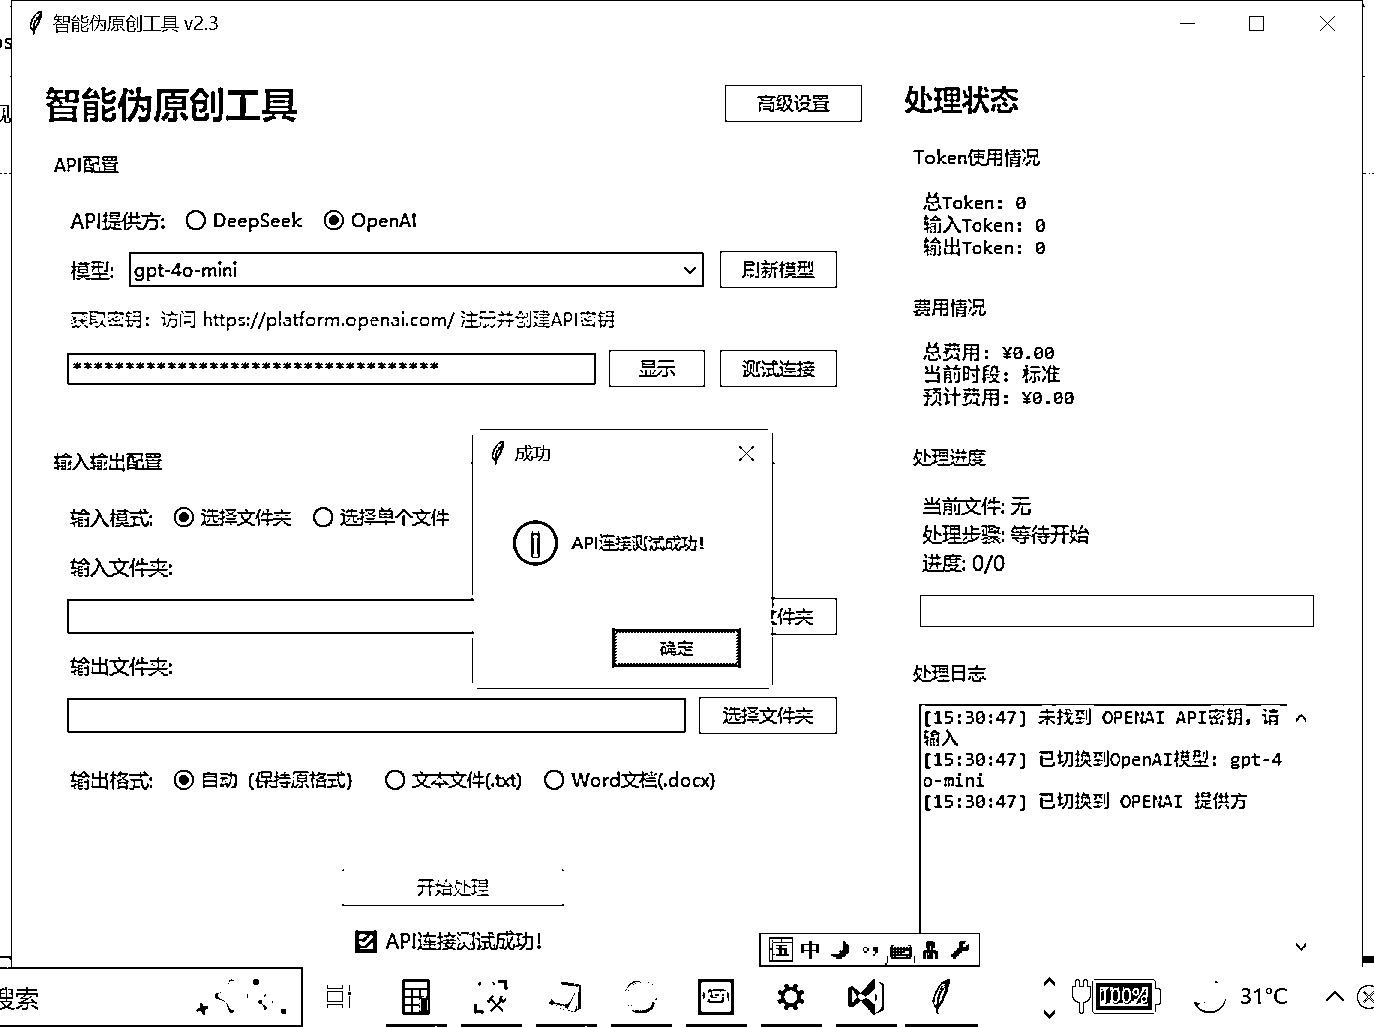 智能伪原创工具 v2.3
智能伪原创工具
高级设置
API配置
API提供方: DeepSeek OpenAI
模型: gpt-4o-mini 刷新模型
获取密钥: 访问 https://platform.openai.com/ 注册并创建API密钥
*********************************** 显示 测试连接
输入输出配置
输入模式: 选择文件夹 选择单个文件
输入文件夹:
文件夹
输出文件夹:
选择文件夹
输出格式: 自动 (保持原格式) 文本文件(.txt) Word文档(.docx)
开始处理
API连接测试成功!
成功
API连接测试成功!
确定
处理状态
Token使用情况
总Token: 0
输入Token: 0
输出Token: 0
费用情况
总费用: ¥0.00
当前时段: 标准
预计费用: ¥0.00
处理进度
当前文件: 无
处理步骤: 等待开始
进度: 0/0
处理日志
[15:30:47] 未找到 OPENAI API密钥，请
输入
[15:30:47] 已切换到OpenAI模型: gpt-4
o-mini
[15:30:47] 已切换到 OPENAI 提供方
五 中
搜索
100%
31°C